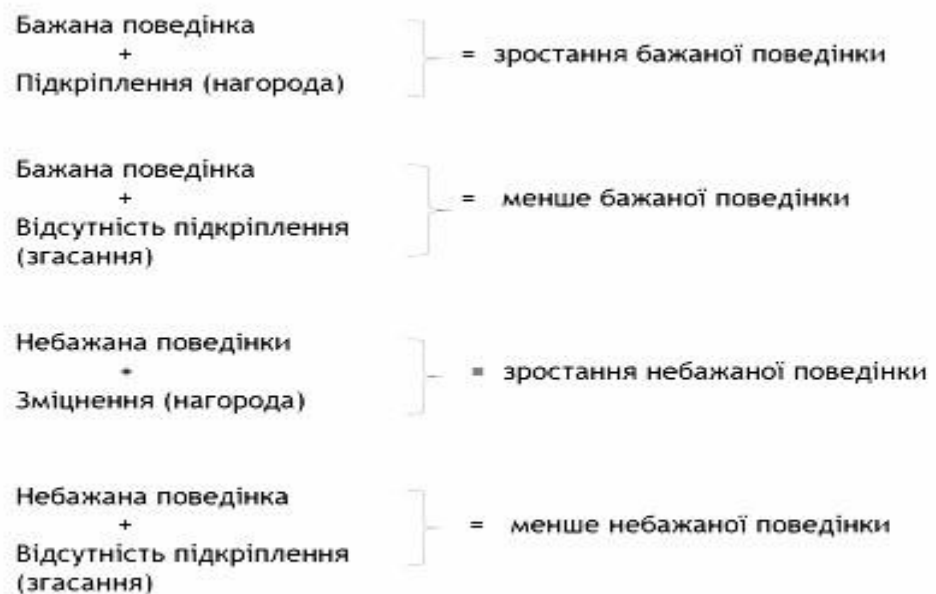 Бажана поведінка
+
Підкріплення (нагорода)
= зростання бажаної поведінки
Бажана поведінка
+
Відсутність підкріплення
(згасання)
= менше бажаної поведінки
Небажана поведінки
+
Зміцнення (нагорода)
= зростання небажаної поведінки
Небажана поведінка
+
Відсутність підкріплення
(згасання)
= менше небажаної поведінки